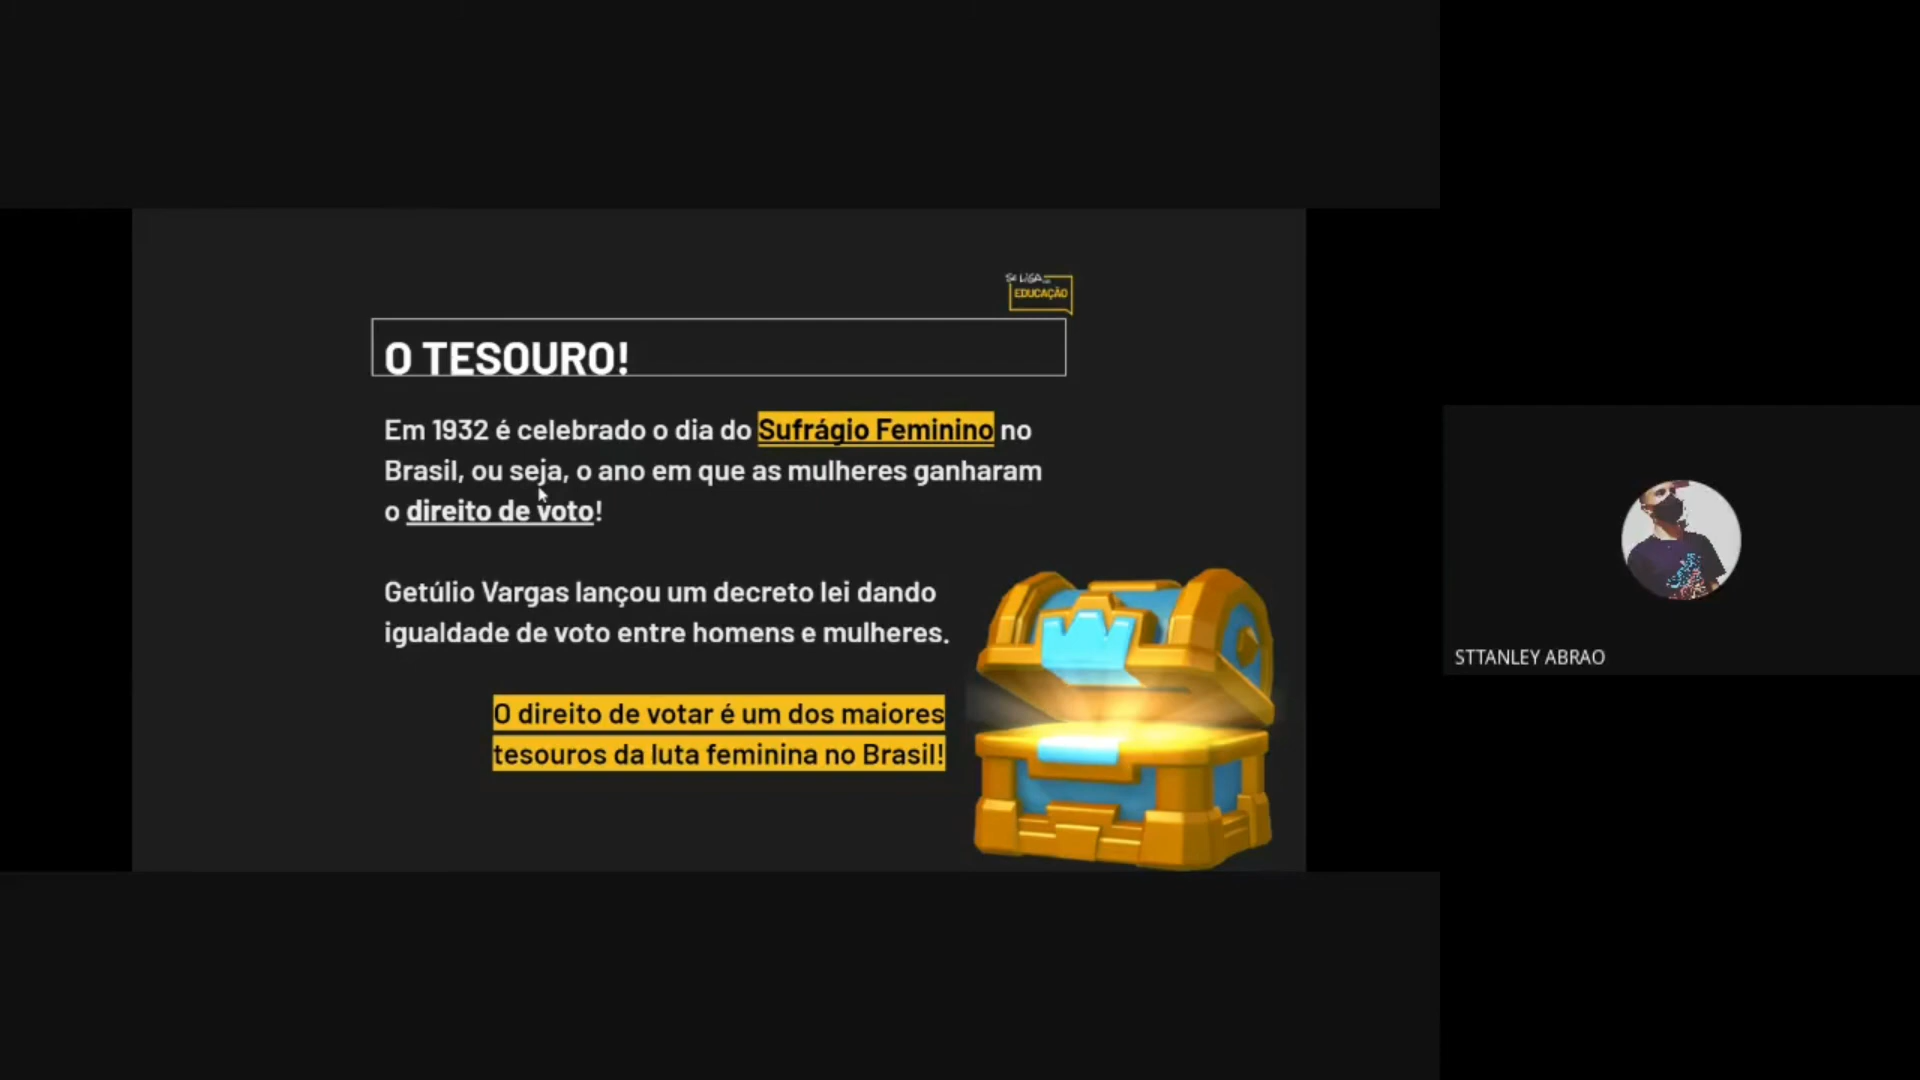 SE LIGA
EDUCAÇÃO
O TESOURO!
Em 1932 é celebrado o dia do Sufrágio Feminino no
Brasil, ou seja, o ano em que as mulheres ganharam
o direito de voto!
Getúlio Vargas lançou um decreto lei dando
igualdade de voto entre homens e mulheres.
O direito de votar é um dos maiores
tesouros da luta feminina no Brasil!
STTANLEY ABRAO